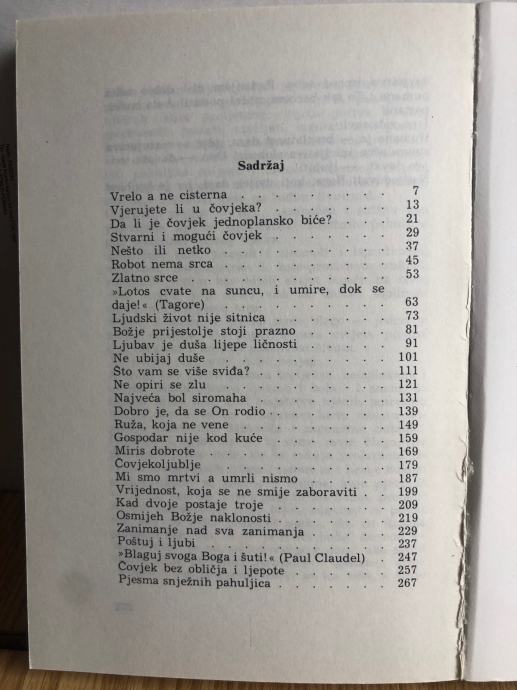 Sadržaj
Vrelo a ne cisterna . . . . . . . . . 7
Vjerujete li u čovjeka? . . . . . . . 13
Da li je čovjek jednoplansko biće? . . . 21
Stvarni i mogući čovjek . . . . . . . 29
Nešto ili netko . . . . . . . . . . 37
Robot nema srca . . . . . . . . . 45
Zlatno srce . . . . . . . . . . . 53
»Lotos cvate na suncu, i umire, dok se
daje!« (Tagore) . . . . . . . . . 63
Ljudski život nije sitnica . . . . . . 73
Božje prijestolje stoji prazno . . . . . 81
Ljubav je duša lijepe ličnosti . . . . . 91
Ne ubijaj duše . . . . . . . . . . 101
Što vam se više sviđa? . . . . . . . 111
Ne opiri se zlu . . . . . . . . . . 121
Najveća bol siromaha . . . . . . . 131
Dobro je, da se On rodio . . . . . . . 139
Ruža, koja ne vene . . . . . . . . 149
Gospodar nije kod kuće . . . . . . . 159
Miris dobrote . . . . . . . . . . 169
Čovjekoljublje . . . . . . . . . . 179
Mi smo mrtvi a umrli nismo . . . . . 187
Vrijednost, koja se ne smije zaboraviti . . 199
Kad dvoje postaje troje . . . . . . . 209
Osmijeh Božje naklonosti . . . . . . 219
Zanimanje nad sva zanimanja . . . . . 229
Poštuj i ljubi . . . . . . . . . . 237
»Blaguj svoga Boga i šuti!« (Paul Claudel) . 247
Čovjek bez obličja i ljepote . . . . . 257
Pjesma snježnih pahuljica . . . . . . 267